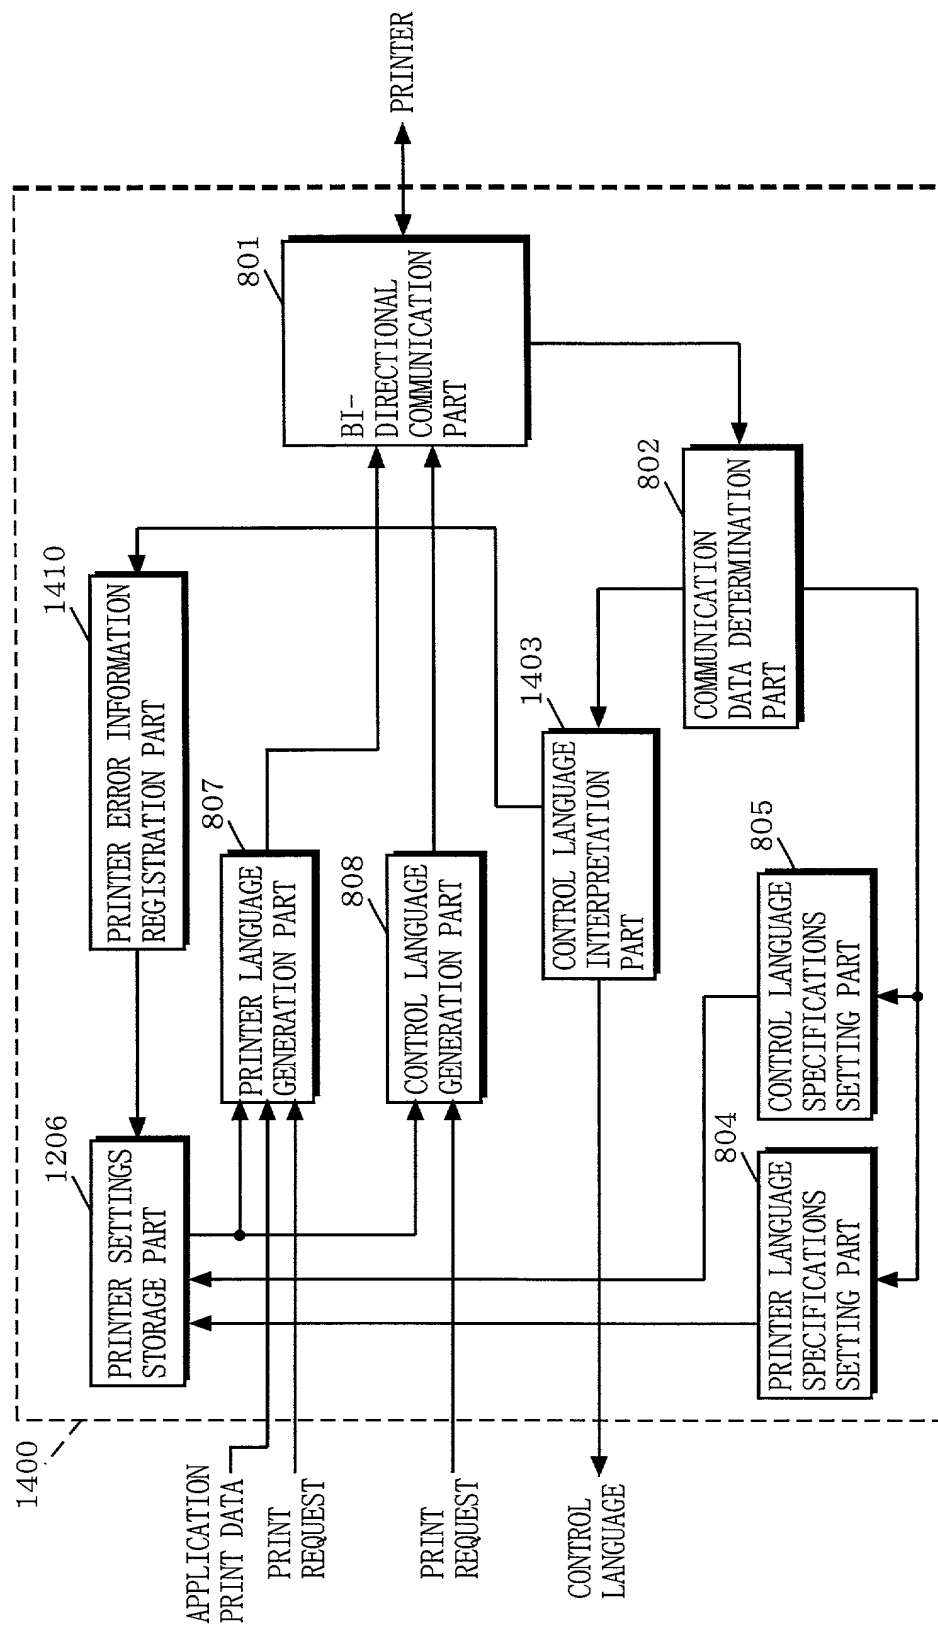 1400
APPLICATION
PRINT DATA
PRINT
REQUEST
PRINT
REQUEST
CONTROL
LANGUAGE
1206
PRINTER SETTINGS
STORAGE PART
1410
PRINTER ERROR INFORMATION
REGISTRATION PART
807
PRINTER LANGUAGE
GENERATION PART
808
CONTROL LANGUAGE
GENERATION PART
1403
CONTROL LANGUAGE
INTERPRETATION
PART
804
PRINTER LANGUAGE
SPECIFICATIONS
SETTING PART
805
CONTROL LANGUAGE
SPECIFICATIONS
SETTING PART
801
BI-
DIRECTIONAL
COMMUNICATION
PART
802
COMMUNICATION
DATA DETERMINATION
PART
PRINTER